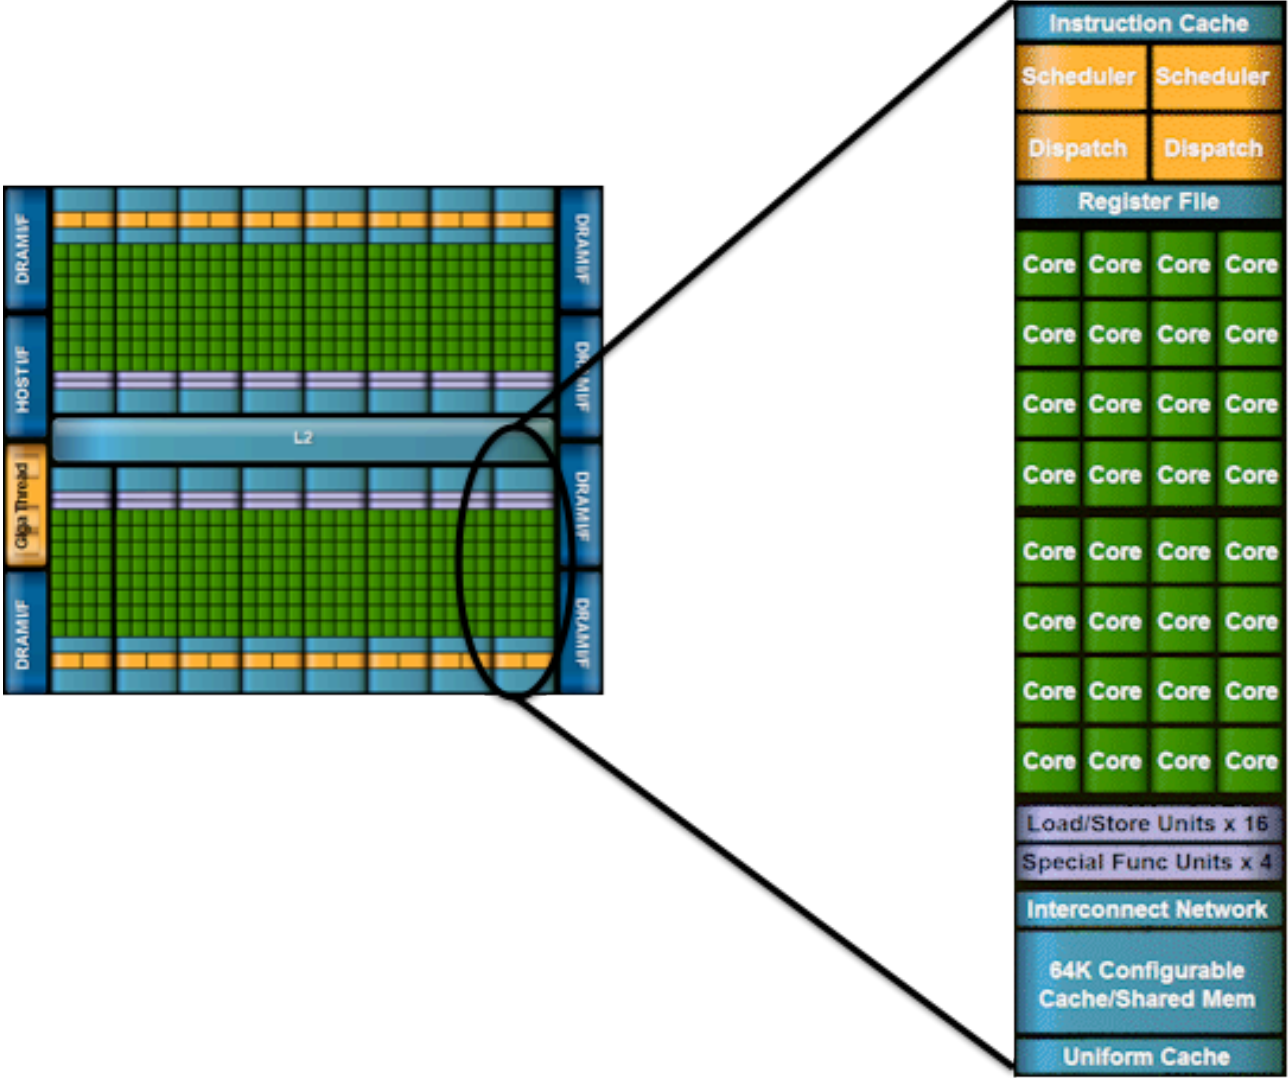 DRAM I/F
HOST I/F
Giga Thread
DRAM I/F
L2
DRAM I/F
DRAM I/F
DRAM I/F
DRAM I/F
Instruction Cache
Scheduler Scheduler
Dispatch Dispatch
Register File
Core Core Core Core
Core Core Core Core
Core Core Core Core
Core Core Core Core
Core Core Core Core
Core Core Core Core
Core Core Core Core
Core Core Core Core
Load/Store Units x 16
Special Func Units x 4
Interconnect Network
64K Configurable
Cache/Shared Mem
Uniform Cache